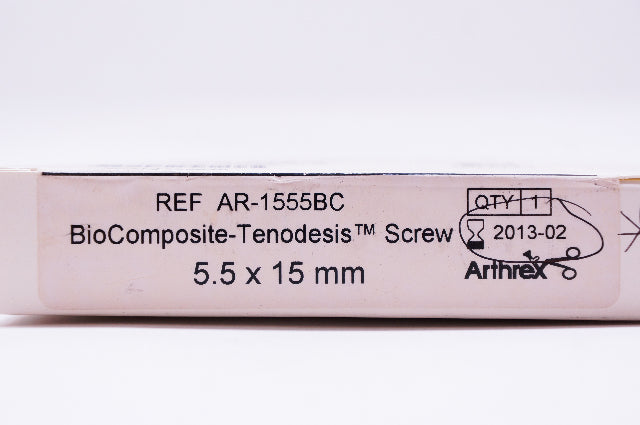 REF AR-1555BC
QTY 1
BioComposite-Tenodesis™ Screw
2013-02
5.5 x 15 mm
Arthrex